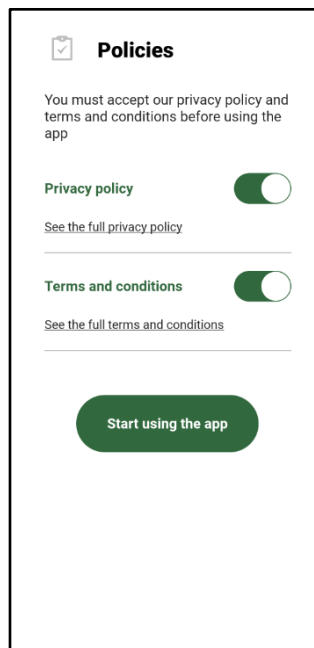 Policies
You must accept our privacy policy and
terms and conditions before using the
app
Privacy policy
See the full privacy policy
Terms and conditions
See the full terms and conditions
Start using the app